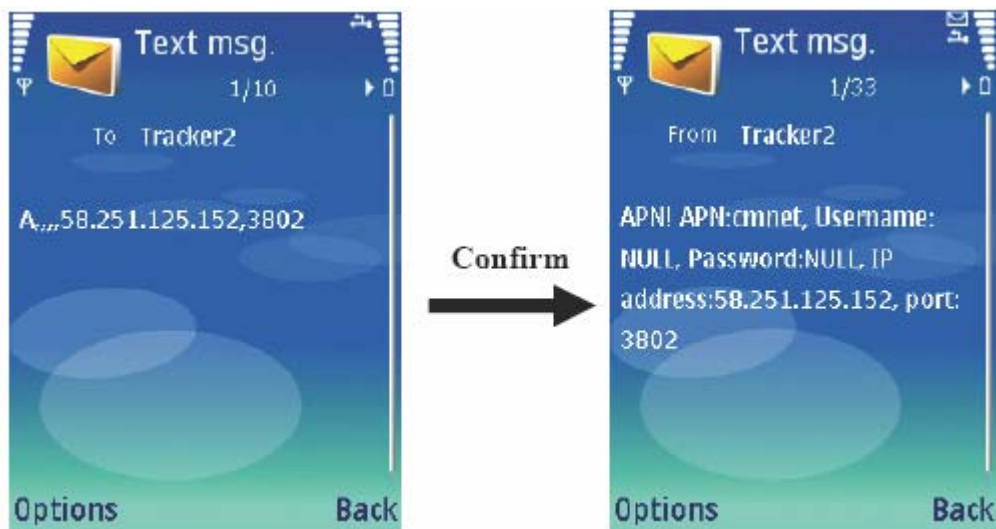 Text msg.
1/10
To Tracker2
A,,,,58.251.125.152,3802
Options Back
Confirm
Text msg.
1/33
From Tracker2
APN! APN:cmnet, Username:
NULL, Password:NULL, IP
address:58.251.125.152, port:
3802
Options Back